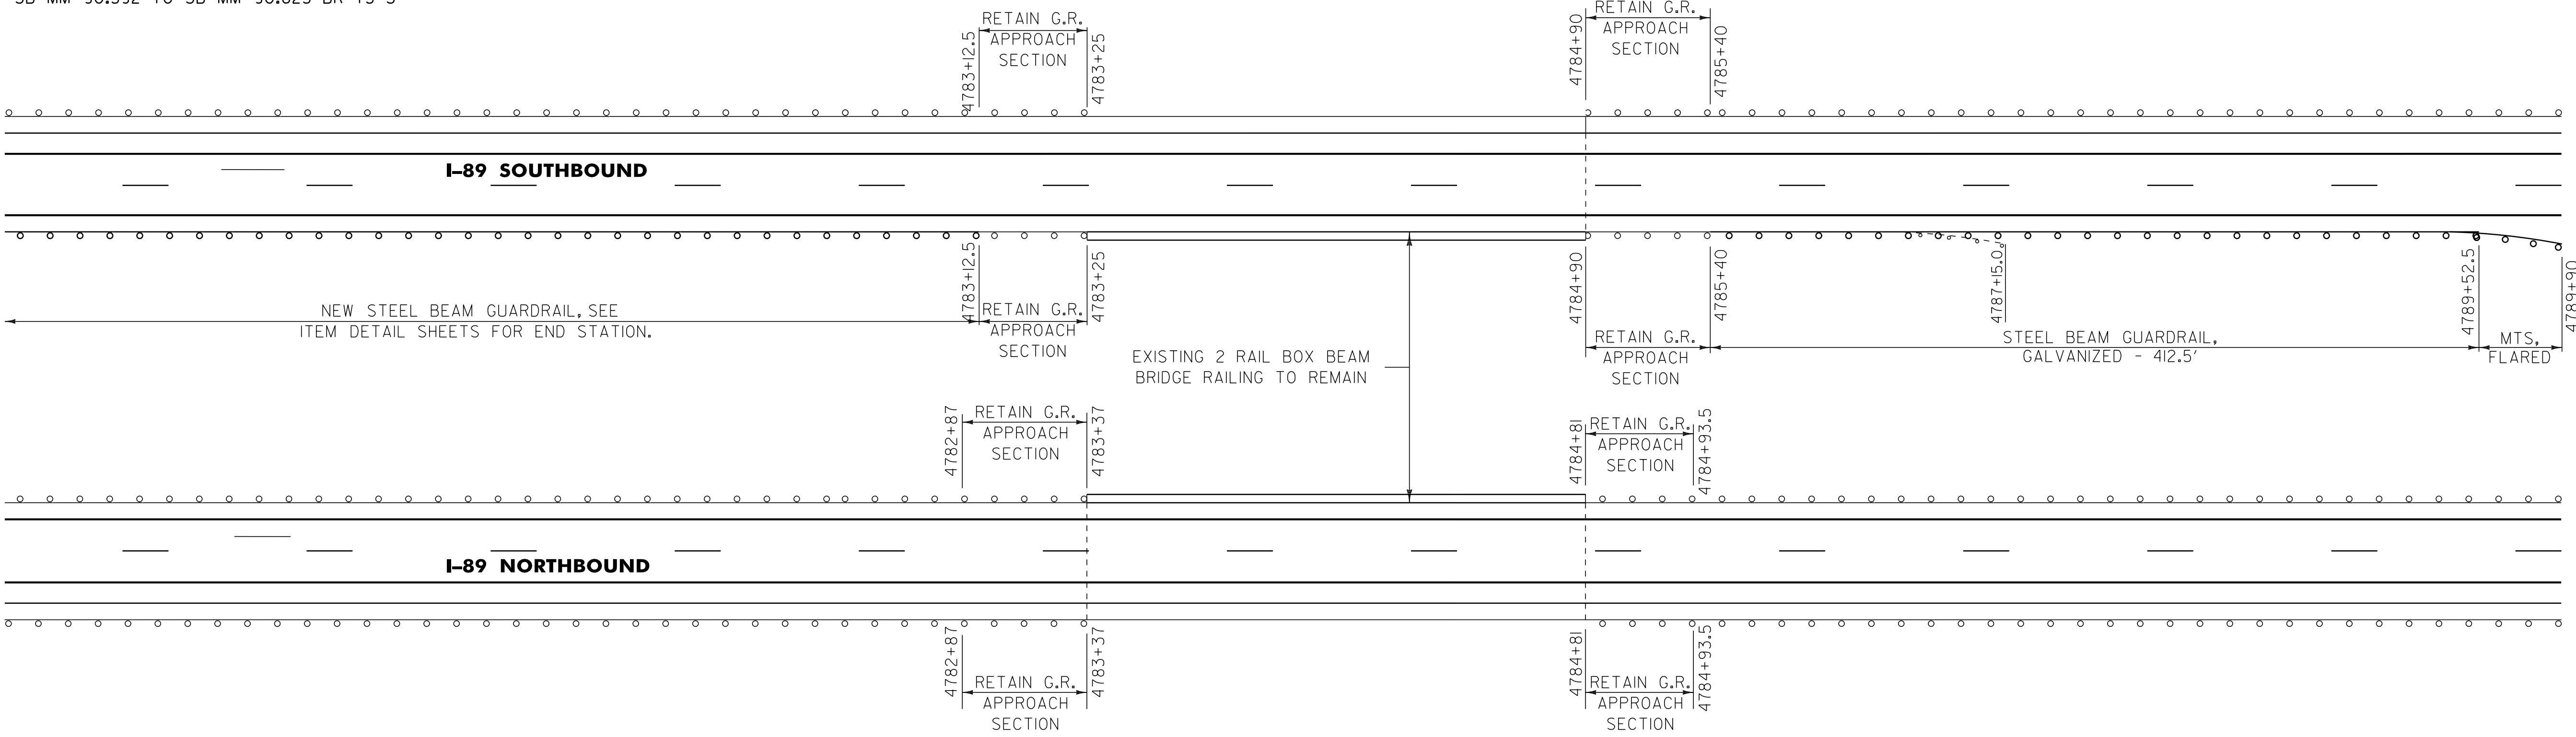 RETAIN G.R.
APPROACH
SECTION
4783+12.5
4783+25
RETAIN G.R.
APPROACH
SECTION
4784+90
4785+40
I-89 SOUTHBOUND
NEW STEEL BEAM GUARDRAIL, SEE
ITEM DETAIL SHEETS FOR END STATION.
4783+12.5
RETAIN G.R.
APPROACH
SECTION
4783+25
EXISTING 2 RAIL BOX BEAM
BRIDGE RAILING TO REMAIN
4784+90
RETAIN G.R.
APPROACH
SECTION
4785+40
4787+15.0
STEEL BEAM GUARDRAIL,
GALVANIZED - 412.5'
4789+52.5
MTS,
FLARED
4789+90
4782+87
RETAIN G.R.
APPROACH
SECTION
4783+37
4784+81
RETAIN G.R.
APPROACH
SECTION
4784+93.5
I-89 NORTHBOUND
4782+87
RETAIN G.R.
APPROACH
SECTION
4783+37
4784+81
RETAIN G.R.
APPROACH
SECTION
4784+93.5